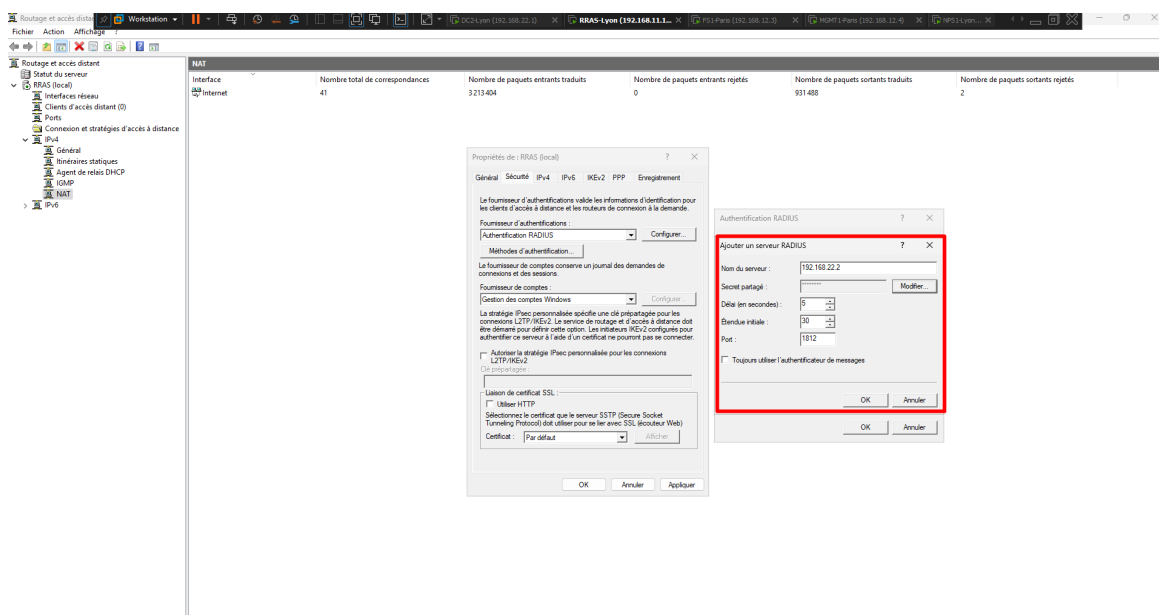 Routage et accès distar Workstation DC2-Lyon (192.168.22.1) RRAS-Lyon (192.168.11.1... FS1-Paris (192.168.12.3) MGMT1-Paris (192.168.12.4) NPS1-Lyon...
Fichier Action Affichage ?
Routage et accès distant
Statut du serveur
RRAS (local)
Interfaces réseau
Clients d'accès distant (0)
Ports
Connexion et stratégies d'accès à distance
IPv4
Général
Itinéraires statiques
Agent de relais DHCP
IGMP
NAT
IPv6
NAT
Interface Nombre total de correspondances Nombre de paquets entrants traduits Nombre de paquets entrants rejetés Nombre de paquets sortants traduits Nombre de paquets sortants rejetés
Internet 41 3 213 404 0 931 488 2
Propriétés de : RRAS (local) ? ×
Général Sécurité IPv4 IPv6 IKEv2 PPP Enregistrement
Le fournisseur d'authentifications valide les informations d'identification pour
les clients d'accès à distance et les routeurs de connexion à la demande.
Fournisseur d'authentifications :
Authentification RADIUS Configurer...
Méthodes d'authentification...
Le fournisseur de comptes conserve un journal des demandes de
connexions et des sessions.
Fournisseur de comptes :
Gestion des comptes Windows Configurer...
La stratégie IPsec personnalisée spécifie une clé prépartagée pour les
connexions L2TP/IKEv2. Le service de routage et d'accès à distance doit
être démarré pour définir cette option. Les initiateurs IKEv2 configurés pour
authentifier ce serveur à l'aide d'un certificat ne pourront pas se connecter.
Autoriser la stratégie IPsec personnalisée pour les connexions
L2TP/IKEv2
Clé prépartagée :
Liaison de certificat SSL :
Utiliser HTTP
Sélectionnez le certificat que le serveur SSTP (Secure Socket
Tunneling Protocol) doit utiliser pour se lier avec SSL (écouteur Web)
Certificat : Par défaut Afficher
OK Annuler Appliquer
Authentification RADIUS ? ×
Ajouter un serveur RADIUS ? ×
Nom du serveur : 192.168.22.2
Secret partagé : ******** Modifier...
Délai (en secondes) : 5
Étendue initiale : 30
Port : 1812
Toujours utiliser l'authentificateur de messages
OK Annuler
OK Annuler